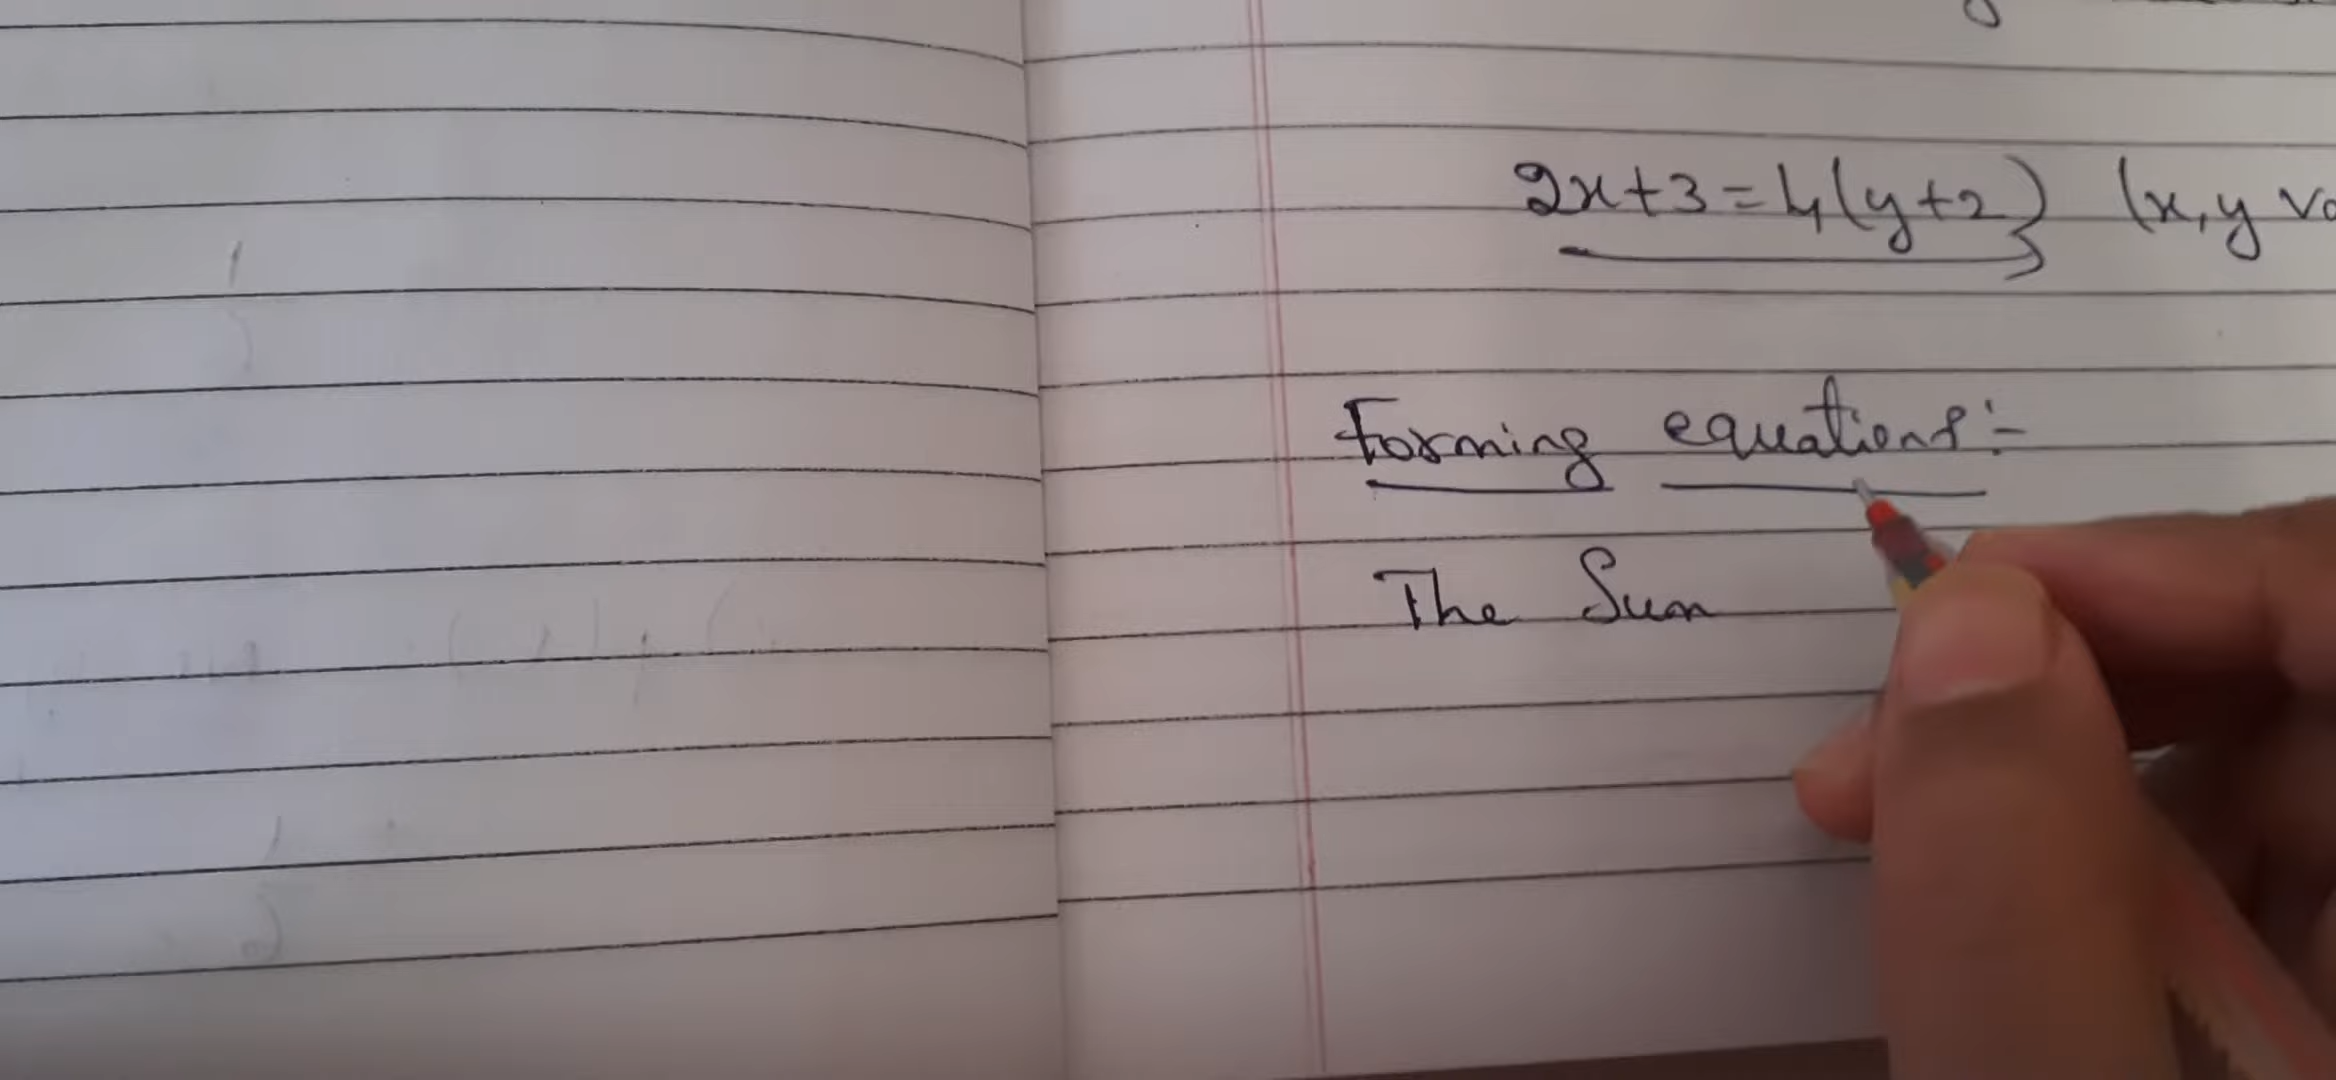 2x+3=4(y+2) (x,y
Forming equations:-
The Sum